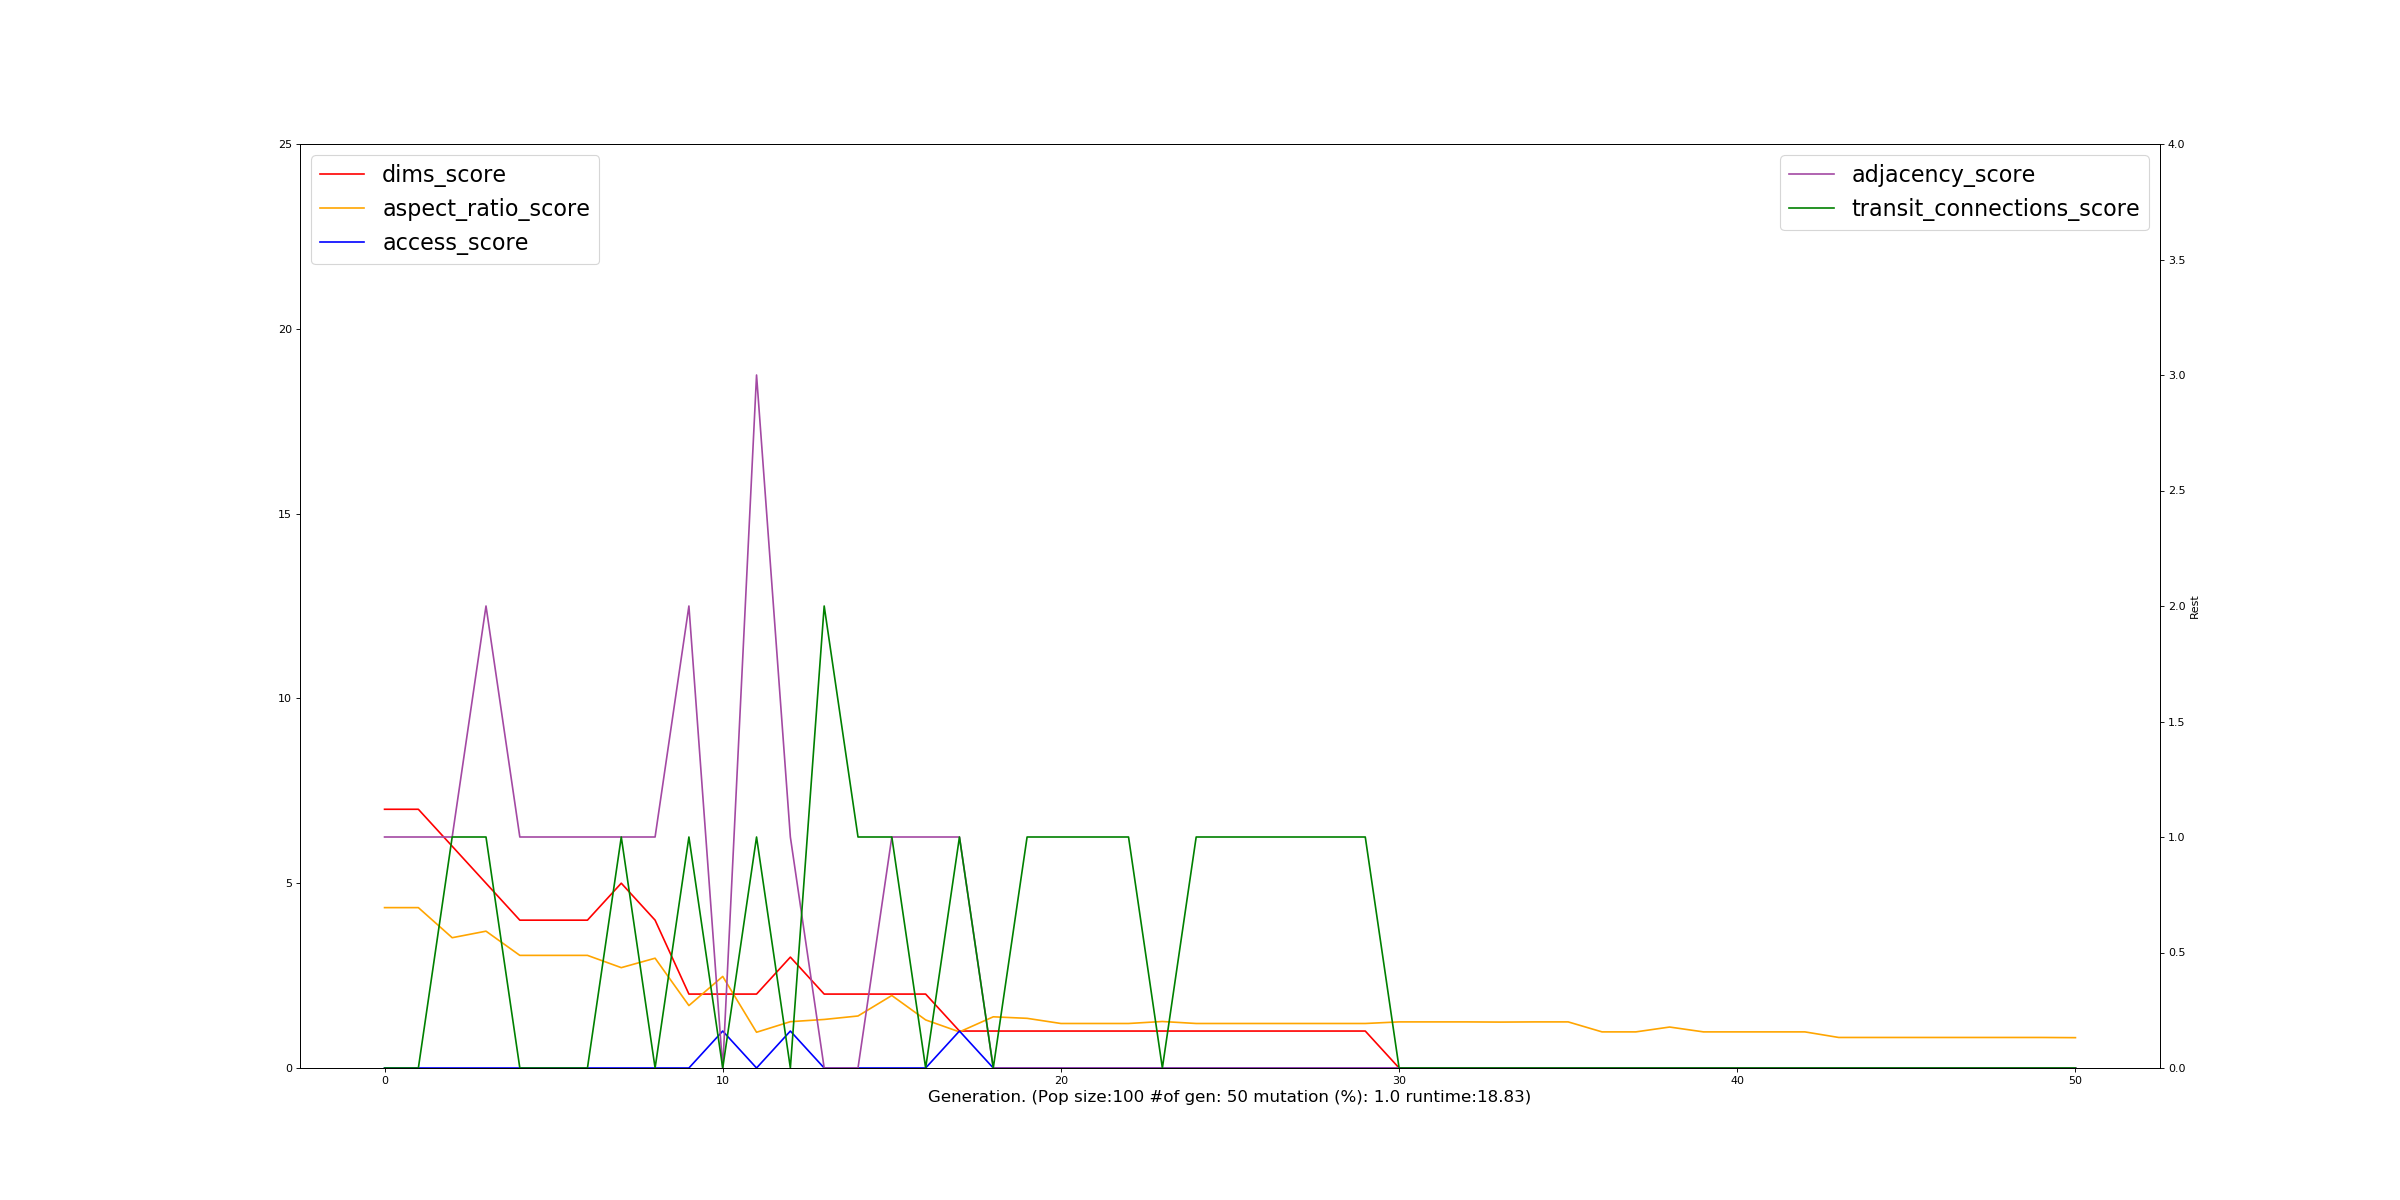 25
20
15
10
5
0
dims_score
aspect_ratio_score
access_score
adjacency_score
transit_connections_score
4.0
3.5
3.0
2.5
2.0
1.5
1.0
0.5
0.0
Rest
0 10 20 30 40 50
Generation. (Pop size:100 #of gen: 50 mutation (%): 1.0 runtime:18.83)